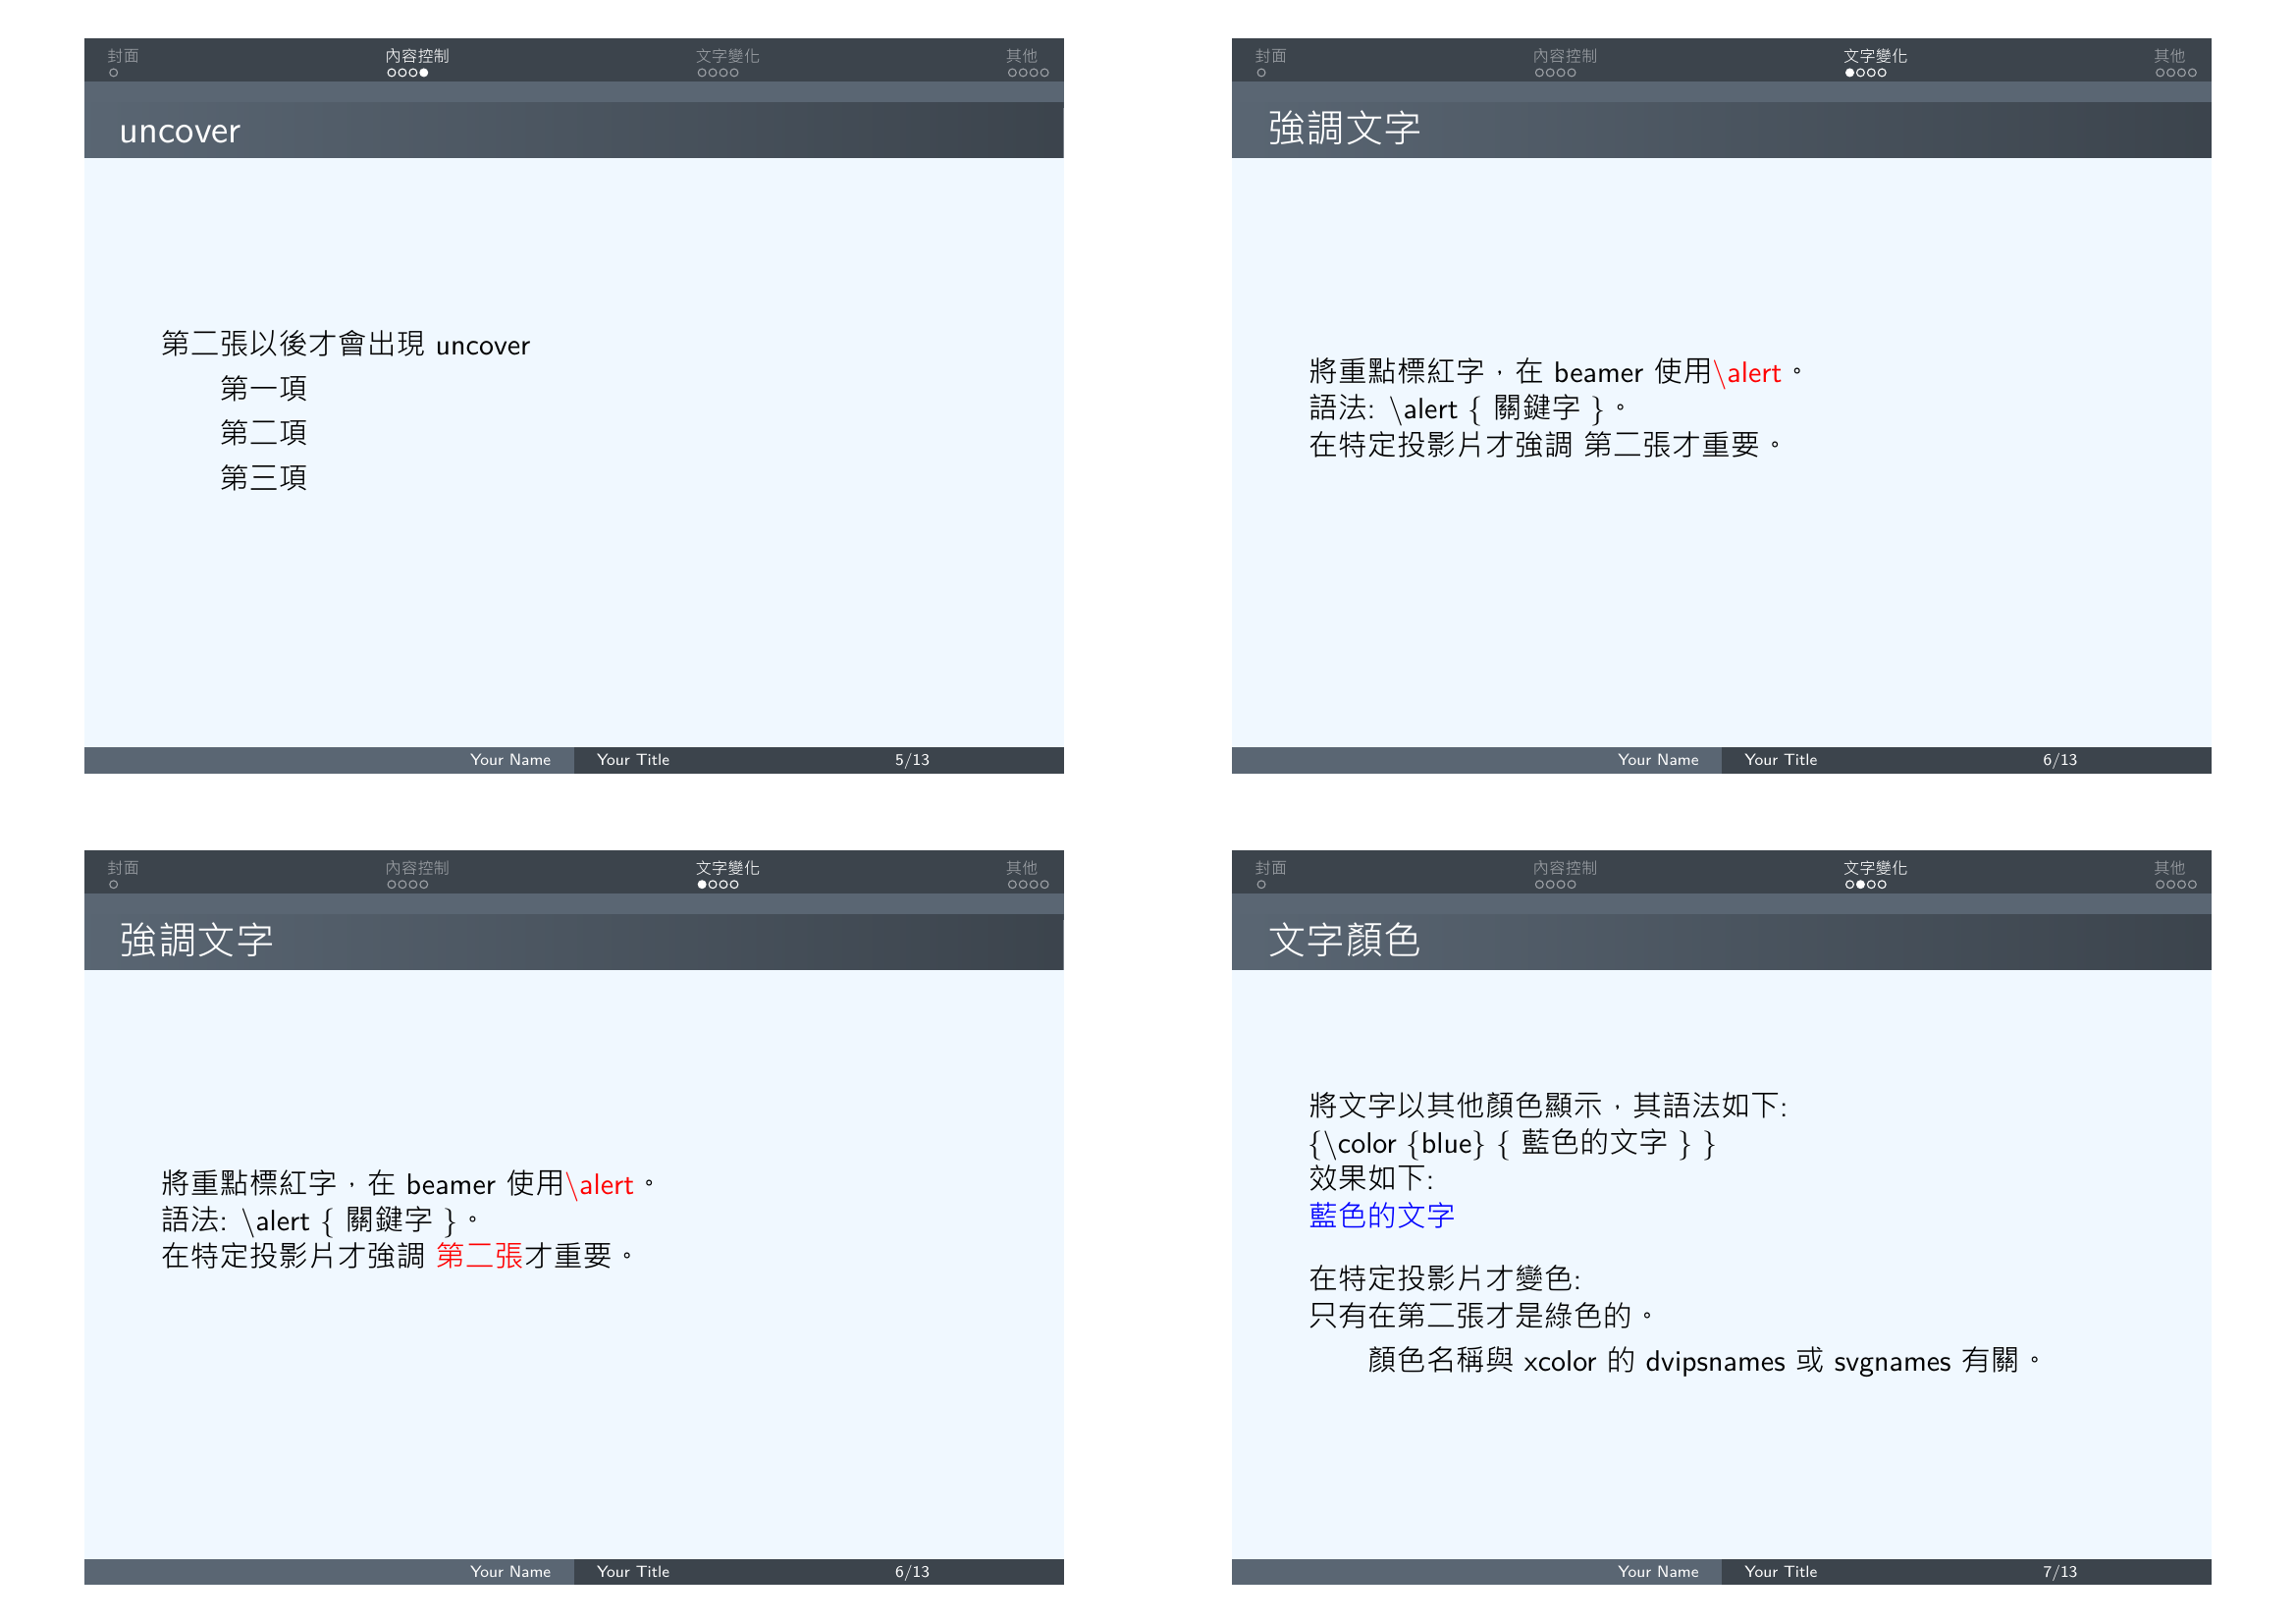 封面 內容控制 文字變化 其他
uncover
第二張以後才會出現 uncover
第一項
第二項
第三項
Your Name Your Title 5/13
封面 內容控制 文字變化 其他
強調文字
將重點標紅字，在 beamer 使用\alert。
語法: \alert { 關鍵字 }。
在特定投影片才強調 第二張才重要。
Your Name Your Title 6/13
封面 內容控制 文字變化 其他
強調文字
將重點標紅字，在 beamer 使用\alert。
語法: \alert { 關鍵字 }。
在特定投影片才強調 第二張才重要。
Your Name Your Title 6/13
封面 內容控制 文字變化 其他
文字顏色
將文字以其他顏色顯示，其語法如下:
{\color {blue} { 藍色的文字 } }
效果如下:
藍色的文字
在特定投影片才變色:
只有在第二張才是綠色的。
顏色名稱與 xcolor 的 dvipsnames 或 svgnames 有關。
Your Name Your Title 7/13